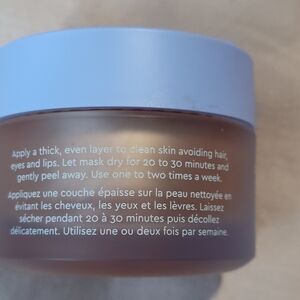 Apply a thick, even layer to clean skin avoiding hair,
eyes and lips. Let mask dry for 20 to 30 minutes and
gently peel away. Use one to two times a week.
Appliquez une couche épaisse sur la peau nettoyée en
évitant les cheveux, les yeux et les lèvres. Laissez
sécher pendant 20 à 30 minutes puis décollez
délicatement. Utilisez une ou deux fois par semaine.